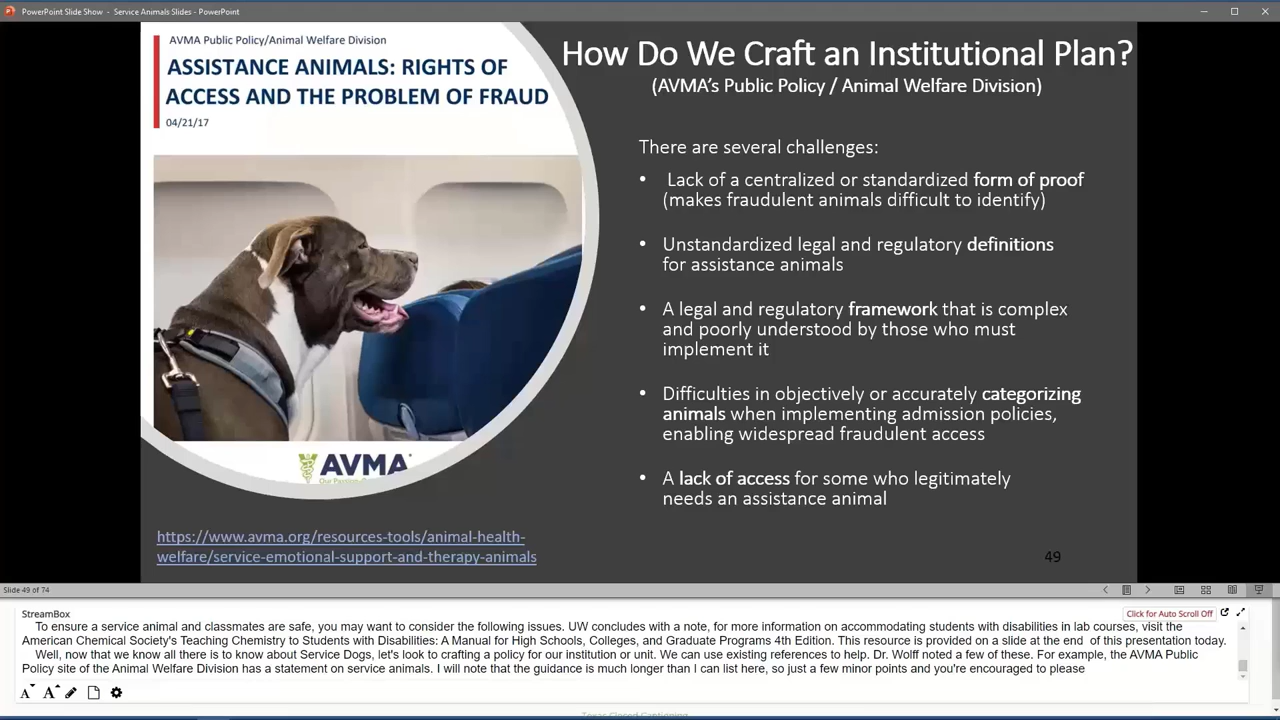 PowerPoint Slide Show - Service Animals Slides - PowerPoint
AVMA Public Policy/Animal Welfare Division
ASSISTANCE ANIMALS: RIGHTS OF
ACCESS AND THE PROBLEM OF FRAUD
04/21/17
AVMA
How Do We Craft an Institutional Plan?
(AVMA's Public Policy / Animal Welfare Division)
There are several challenges:
• Lack of a centralized or standardized form of proof
(makes fraudulent animals difficult to identify)
• Unstandardized legal and regulatory definitions
for assistance animals
• A legal and regulatory framework that is complex
and poorly understood by those who must
implement it
• Difficulties in objectively or accurately categorizing
animals when implementing admission policies,
enabling widespread fraudulent access
• A lack of access for some who legitimately
needs an assistance animal
https://www.avma.org/resources-tools/animal-health-
welfare/service-emotional-support-and-therapy-animals
49
Slide 49 of 74
StreamBox
Click for Auto Scroll Off
To ensure a service animal and classmates are safe, you may want to consider the following issues. UW concludes with a note, for more information on accommodating students with disabilities in lab courses, visit the
American Chemical Society's Teaching Chemistry to Students with Disabilities: A Manual for High Schools, Colleges, and Graduate Programs 4th Edition. This resource is provided on a slide at the end of this presentation today.
Well, now that we know all there is to know about Service Dogs, let's look to crafting a policy for our institution or unit. We can use existing references to help. Dr. Wolff noted a few of these. For example, the AVMA Public
Policy site of the Animal Welfare Division has a statement on service animals. I will note that the guidance is much longer than I can list here, so just a few minor points and you're encouraged to please
A A